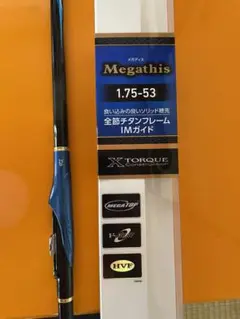 メガディス
Megathis
1.75-53
食い込みの良いソリッド穂先
全節チタンフレーム
IMガイド
X TORQUE
MEGATOP
HVF